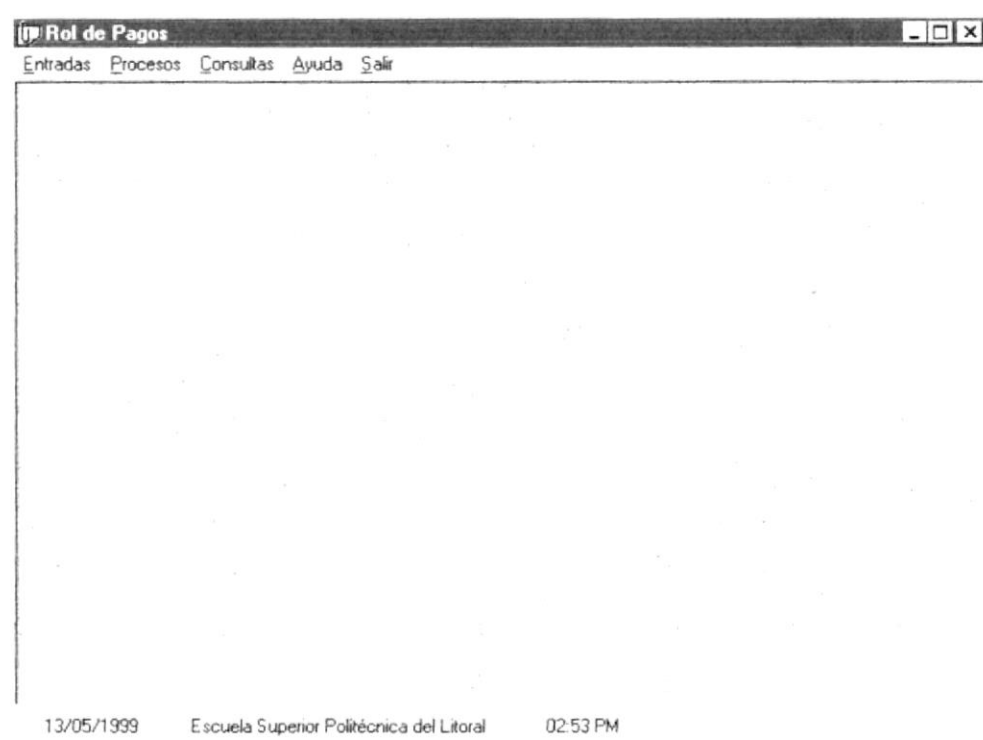 Rol de Pagos
Entradas Procesos Consultas Ayuda Salir
13/05/1999 Escuela Superior Politécnica del Litoral 02:53 PM